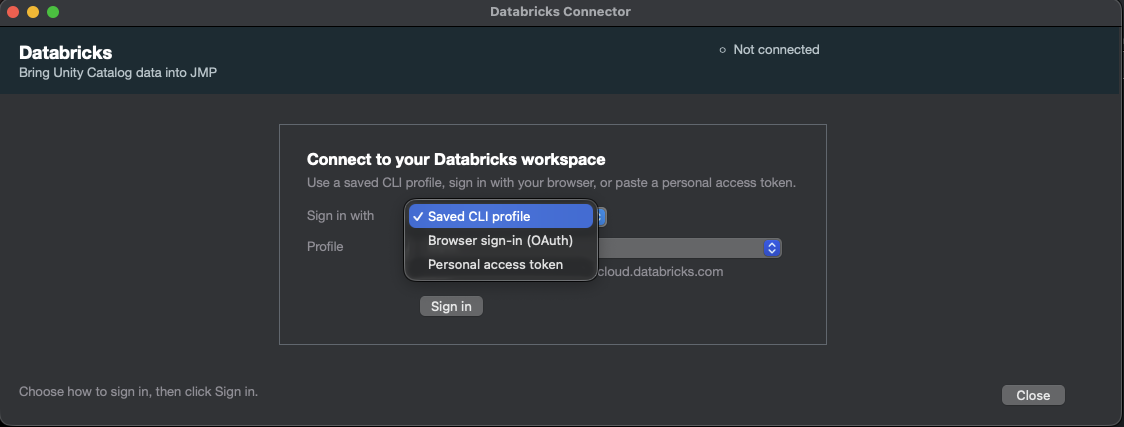 Databricks Connector
Databricks
Not connected
Bring Unity Catalog data into JMP
Connect to your Databricks workspace
Use a saved CLI profile, sign in with your browser, or paste a personal access token.
Sign in with
✓ Saved CLI profile
Browser sign-in (OAuth)
Profile
Personal access token
cloud.databricks.com
Sign in
Choose how to sign in, then click Sign in.
Close